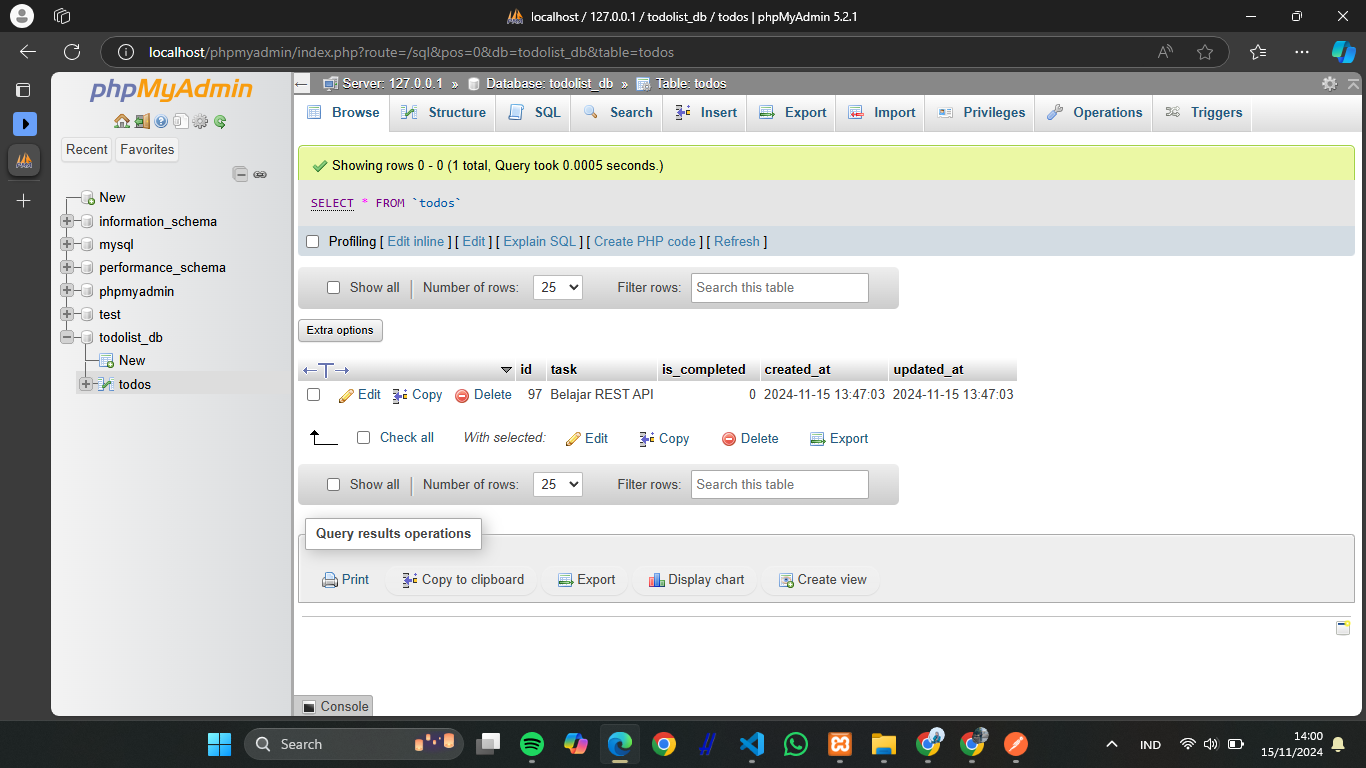 localhost / 127.0.0.1 / todolist_db / todos | phpMyAdmin 5.2.1
localhost/phpmyadmin/index.php?route=/sql&pos=0&db=todolist_db&table=todos
phpMyAdmin
Recent Favorites
New
information_schema
mysql
performance_schema
phpmyadmin
test
todolist_db
New
todos
Server: 127.0.0.1 » Database: todolist_db » Table: todos
Browse Structure SQL Search Insert Export Import Privileges Operations Triggers
Showing rows 0 - 0 (1 total, Query took 0.0005 seconds.)
SELECT * FROM `todos`
Profiling [ Edit inline ] [ Edit ] [ Explain SQL ] [ Create PHP code ] [ Refresh ]
Show all Number of rows: 25 Filter rows: Search this table
Extra options
id task is_completed created_at updated_at
Edit Copy Delete 97 Belajar REST API 0 2024-11-15 13:47:03 2024-11-15 13:47:03
Check all With selected: Edit Copy Delete Export
Show all Number of rows: 25 Filter rows: Search this table
Query results operations
Print Copy to clipboard Export Display chart Create view
Console
Search
IND
14:00
15/11/2024